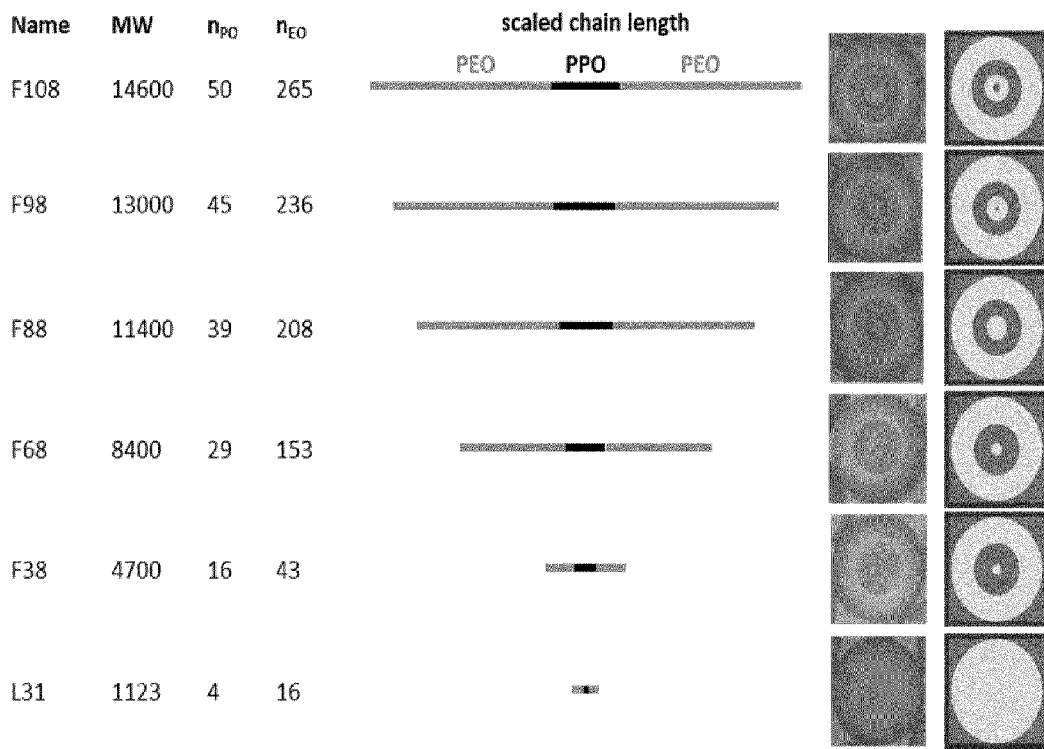 Name MW nPO nEO scaled chain length
PEO PPO PEO
F108 14600 50 265
F98 13000 45 236
F88 11400 39 208
F68 8400 29 153
F38 4700 16 43
L31 1123 4 16